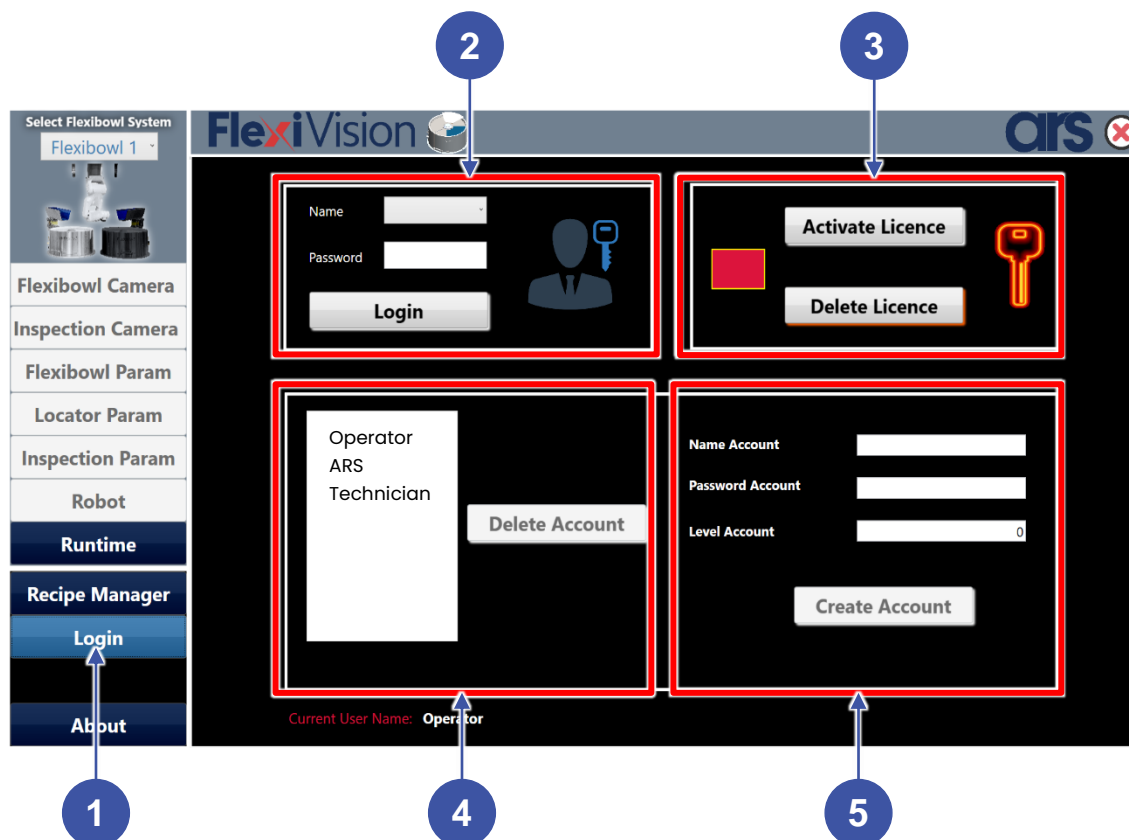 2
3
Select Flexibowl System
Flexibowl 1
FlexiVision
ars
Name
Password
Login
Activate Licence
Delete Licence
Flexibowl Camera
Inspection Camera
Flexibowl Param
Locator Param
Inspection Param
Robot
Runtime
Recipe Manager
Login
About
Operator
ARS
Technician
Delete Account
Name Account
Password Account
Level Account
0
Create Account
Current User Name: Operator
1
4
5